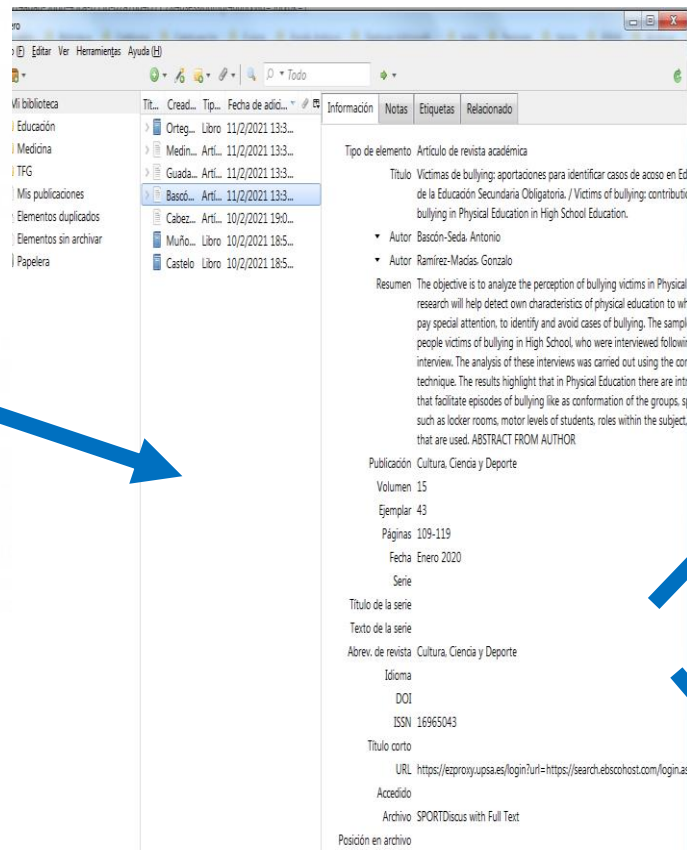 Editar Ver Herramientas Ayuda (H)
Todo
Mi biblioteca
Educación
Medicina
TFG
Mis publicaciones
Elementos duplicados
Elementos sin archivar
Papelera
Tít... Cread... Tip... Fecha de adici...
Orteg... Libro 11/2/2021 13:3...
Medin... Artí... 11/2/2021 13:3...
Guada... Artí... 11/2/2021 13:3...
Bascó... Artí... 11/2/2021 13:3...
Cabez... Artí... 10/2/2021 19:0...
Muño... Libro 10/2/2021 18:5...
Castelo Libro 10/2/2021 18:5...
Información Notas Etiquetas Relacionado
Tipo de elemento Artículo de revista académica
Título Víctimas de bullying: aportaciones para identificar casos de acoso en Ed
de la Educación Secundaria Obligatoria. / Victims of bullying: contributio
bullying in Physical Education in High School Education.
Autor Bascón-Seda, Antonio
Autor Ramírez-Macías, Gonzalo
Resumen The objective is to analyze the perception of bullying victims in Physical
research will help detect own characteristics of physical education to wh
pay special attention, to identify and avoid cases of bullying. The sampl
people victims of bullying in High School, who were interviewed followin
interview. The analysis of these interviews was carried out using the con
technique. The results highlight that in Physical Education there are intr
that facilitate episodes of bullying like as conformation of the groups, sp
such as locker rooms, motor levels of students, roles within the subject,
that are used. ABSTRACT FROM AUTHOR
Publicación Cultura, Ciencia y Deporte
Volumen 15
Ejemplar 43
Páginas 109-119
Fecha Enero 2020
Serie
Título de la serie
Texto de la serie
Abrev. de revista Cultura, Ciencia y Deporte
Idioma
DOI
ISSN 16965043
Título corto
URL https://ezproxy.upsa.es/login?url=https://search.ebscohost.com/login.as
Accedido
Archivo SPORTDiscus with Full Text
Posición en archivo